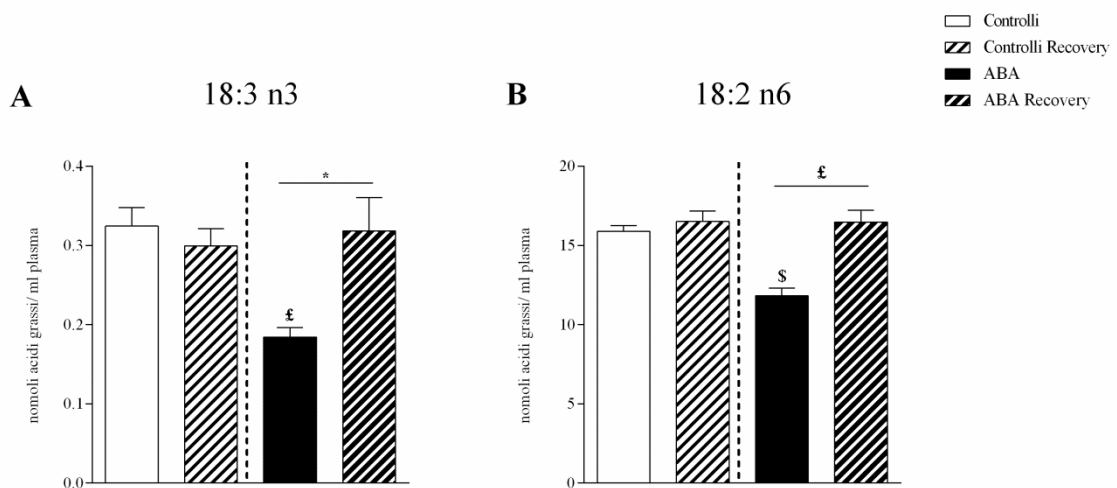 Controlli
Controlli Recovery
ABA
ABA Recovery
A
18:3 n3
B
18:2 n6
nomoli acidi grassi/ ml plasma
0.4
0.3
0.2
0.1
0.0
*
£
nomoli acidi grassi/ ml plasma
20
15
10
5
0
£
$